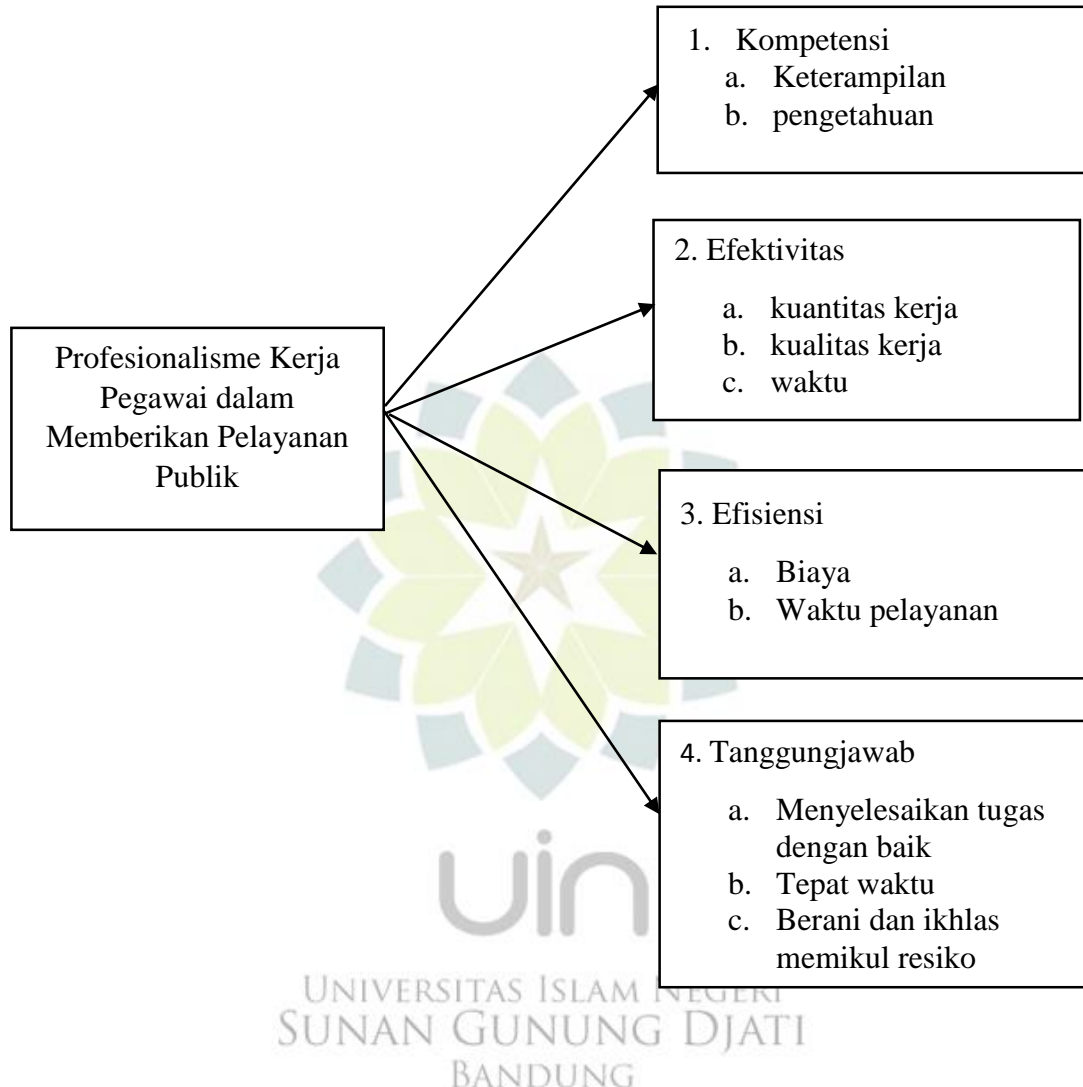 1. Kompetensi
a. Keterampilan
b. pengetahuan
2. Efektivitas
a. kuantitas kerja
b. kualitas kerja
c. waktu
Profesionalisme Kerja
Pegawai dalam
Memberikan Pelayanan
Publik
3. Efisiensi
a. Biaya
b. Waktu pelayanan
4. Tanggungjawab
a. Menyelesaikan tugas
dengan baik
b. Tepat waktu
c. Berani dan ikhlas
memikul resiko
uin
UNIVERSITAS ISLAM NEGERI
SUNAN GUNUNG DJATI
BANDUNG